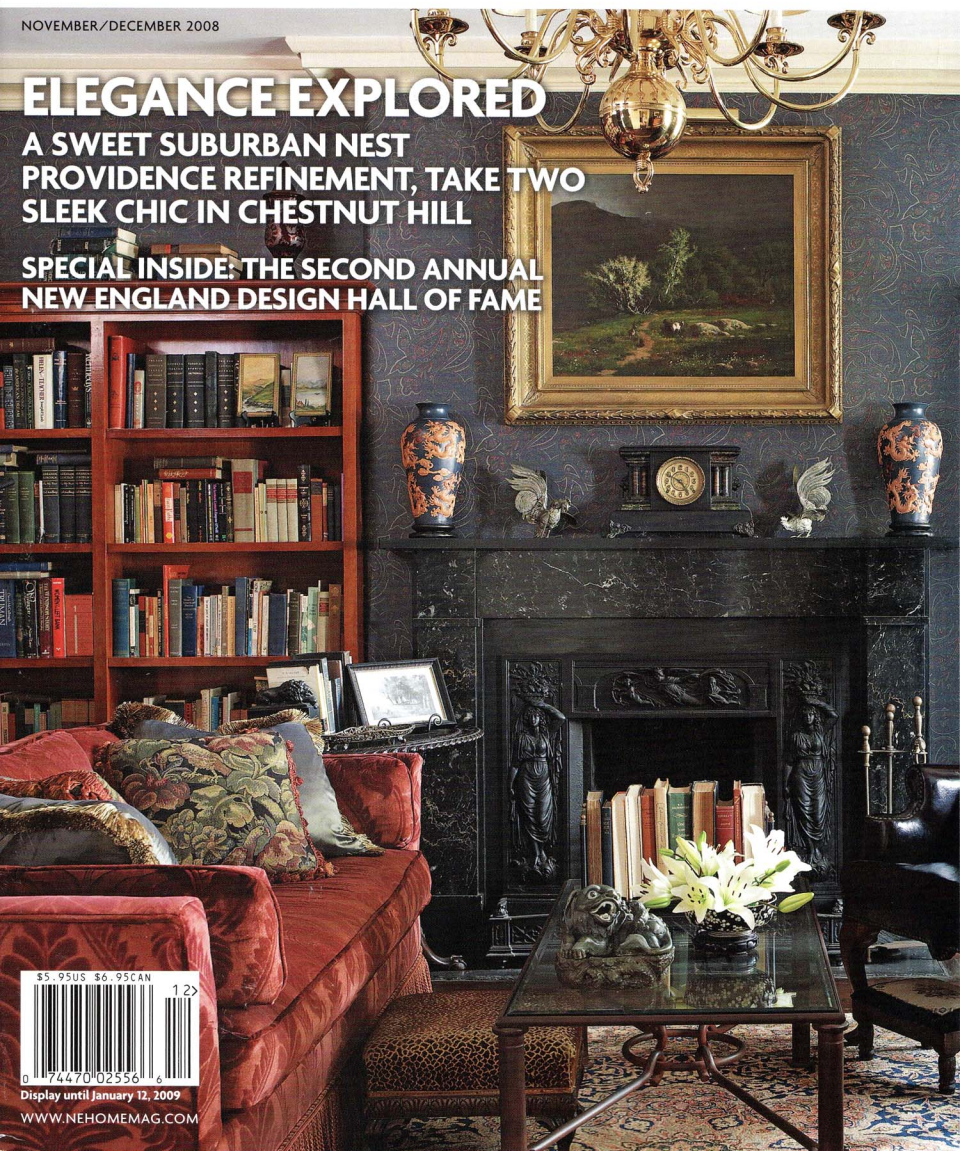 NOVEMBER/DECEMBER 2008
ELEGANCE EXPLORED
A SWEET SUBURBAN NEST
PROVIDENCE REFINEMENT, TAKE TWO
SLEEK CHIC IN CHESTNUT HILL
SPECIAL INSIDE: THE SECOND ANNUAL
NEW ENGLAND DESIGN HALL OF FAME
TRUMAN
$5.95US $6.95CAN
12>
0 74470 02556 6
Display until January 12, 2009
WWW.NEHOMEMAG.COM